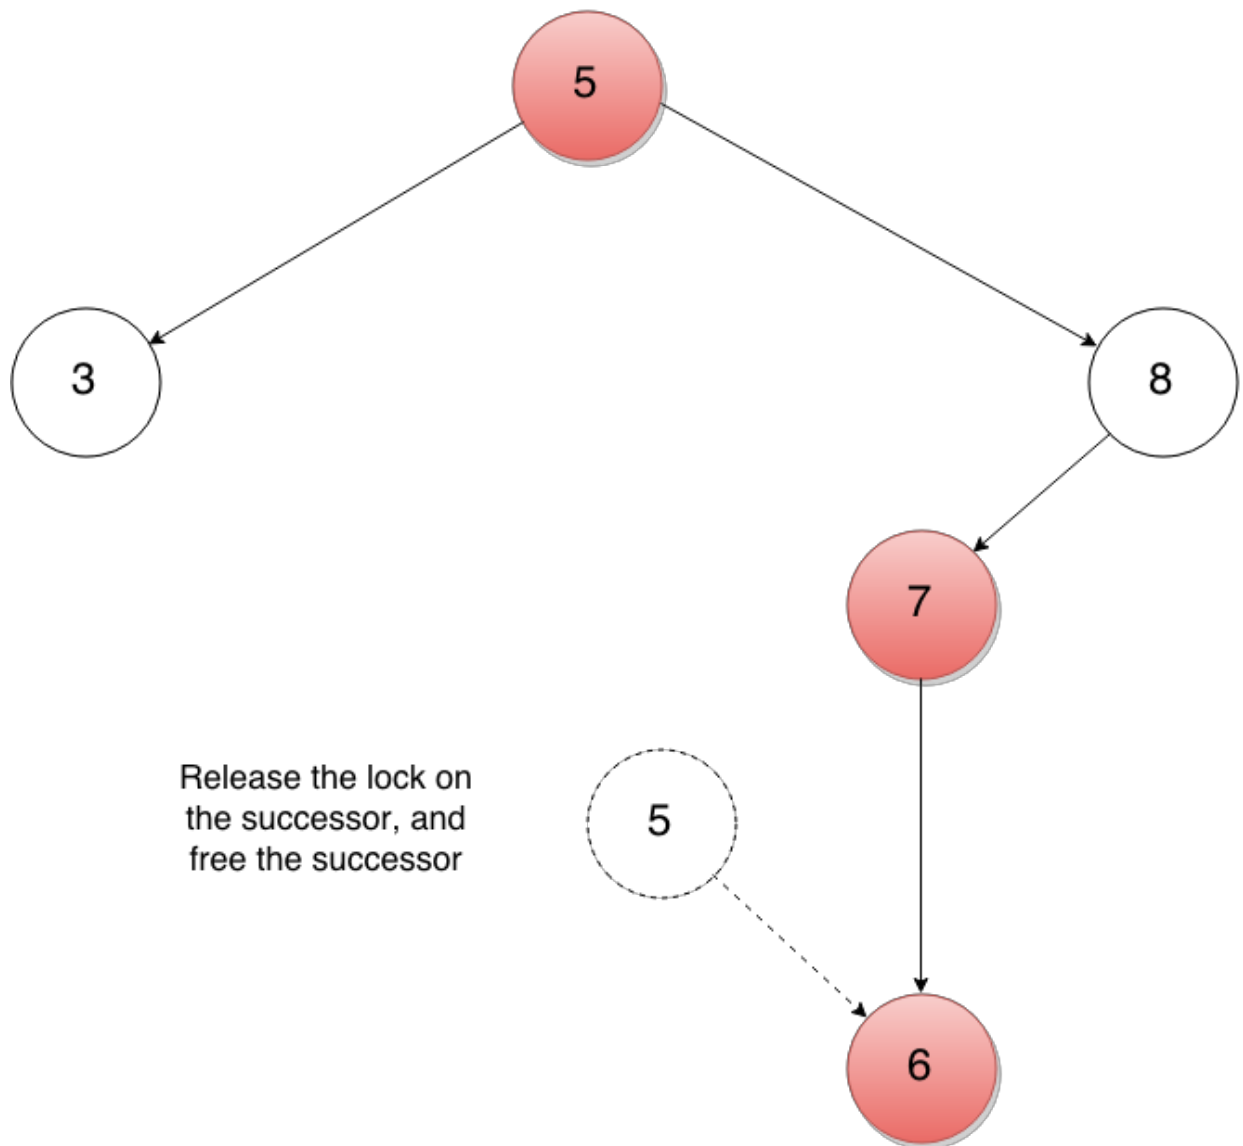 5
3
8
7
Release the lock on
the successor, and
free the successor
5
6